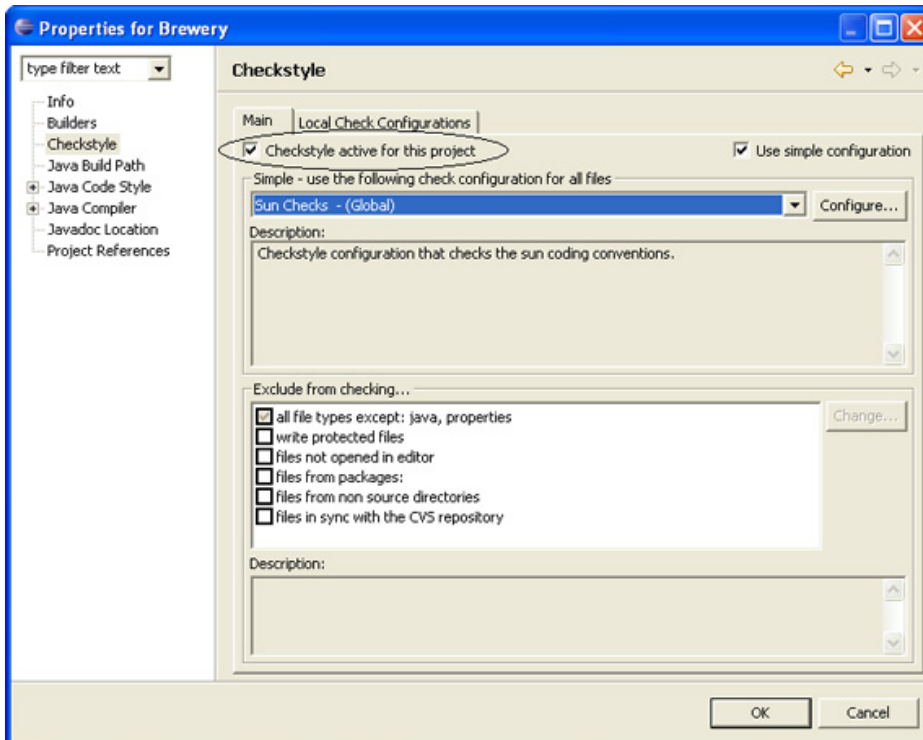 Properties for Brewery
type filter text
Info
Builders
Checkstyle
Java Build Path
Java Code Style
Java Compiler
Javadoc Location
Project References
Checkstyle
Main
Local Check Configurations
Checkstyle active for this project
Use simple configuration
Simple - use the following check configuration for all files
Sun Checks - (Global)
Configure...
Description:
Checkstyle configuration that checks the sun coding conventions.
Exclude from checking...
all file types except: java, properties
write protected files
files not opened in editor
files from packages:
files from non source directories
files in sync with the CVS repository
Change...
Description:
OK
Cancel